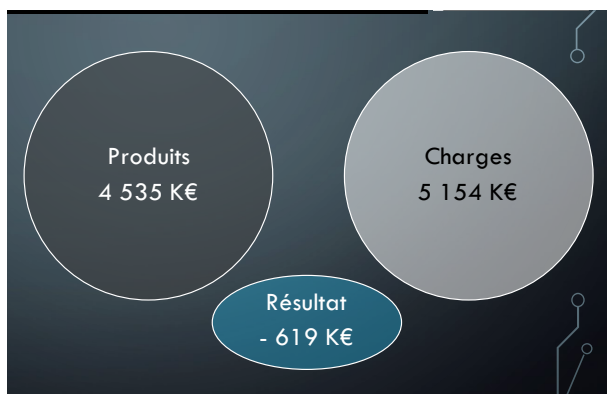 Produits
4 535 K€
Charges
5 154 K€
Résultat
- 619 K€